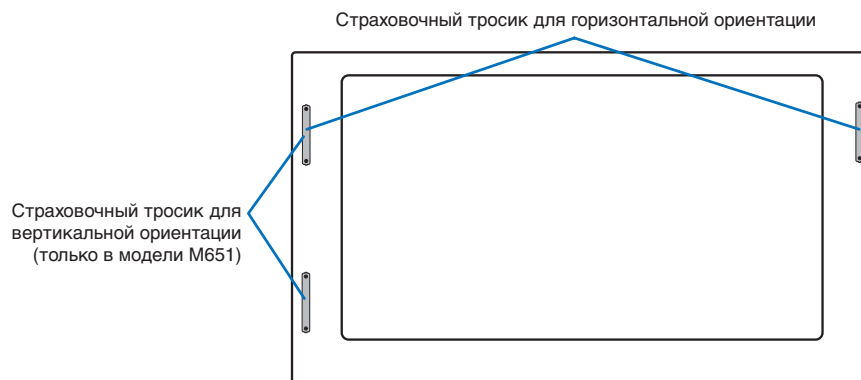 Страховочный тросик для горизонтальной ориентации
Страховочный тросик для
вертикальной ориентации
(только в модели M651)